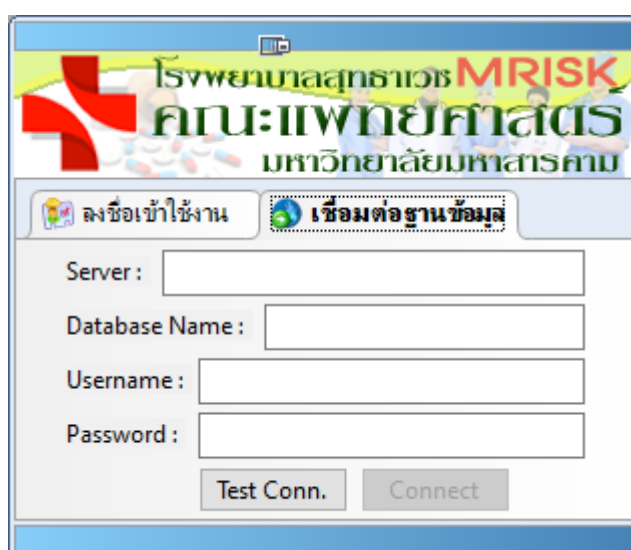 โรงพยาบาลสุทธาเวช MRISK
คณะแพทยศาสตร์
มหาวิทยาลัยมหาสารคาม
ลงชื่อเข้าใช้งาน
เชื่อมต่อฐานข้อมูล
Server :
Database Name :
Username :
Password :
Test Conn.
Connect